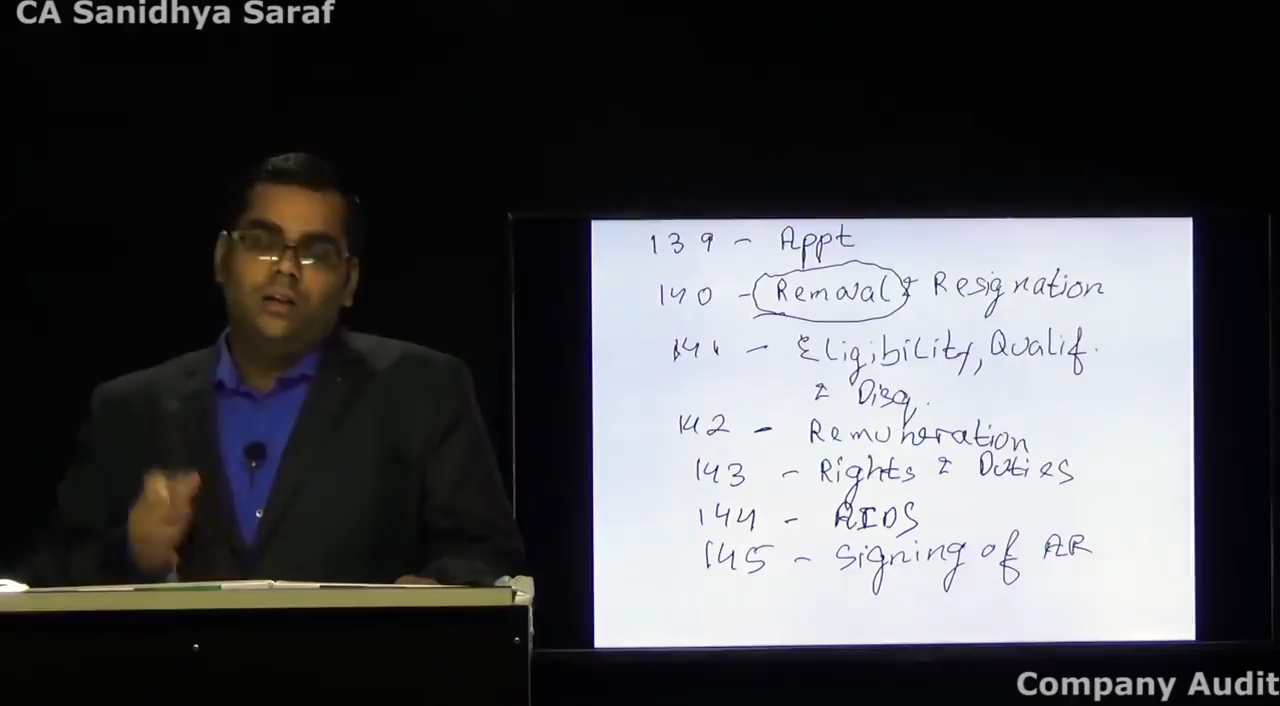 CA Sanidhya Saraf
139 - Appt
140 - Removal & Resignation
141 - Eligibility, Qualif.
& Disq.
142 - Remuneration
143 - Rights & Duties
144 - AIDS
145 - Signing of AR
Company Audit